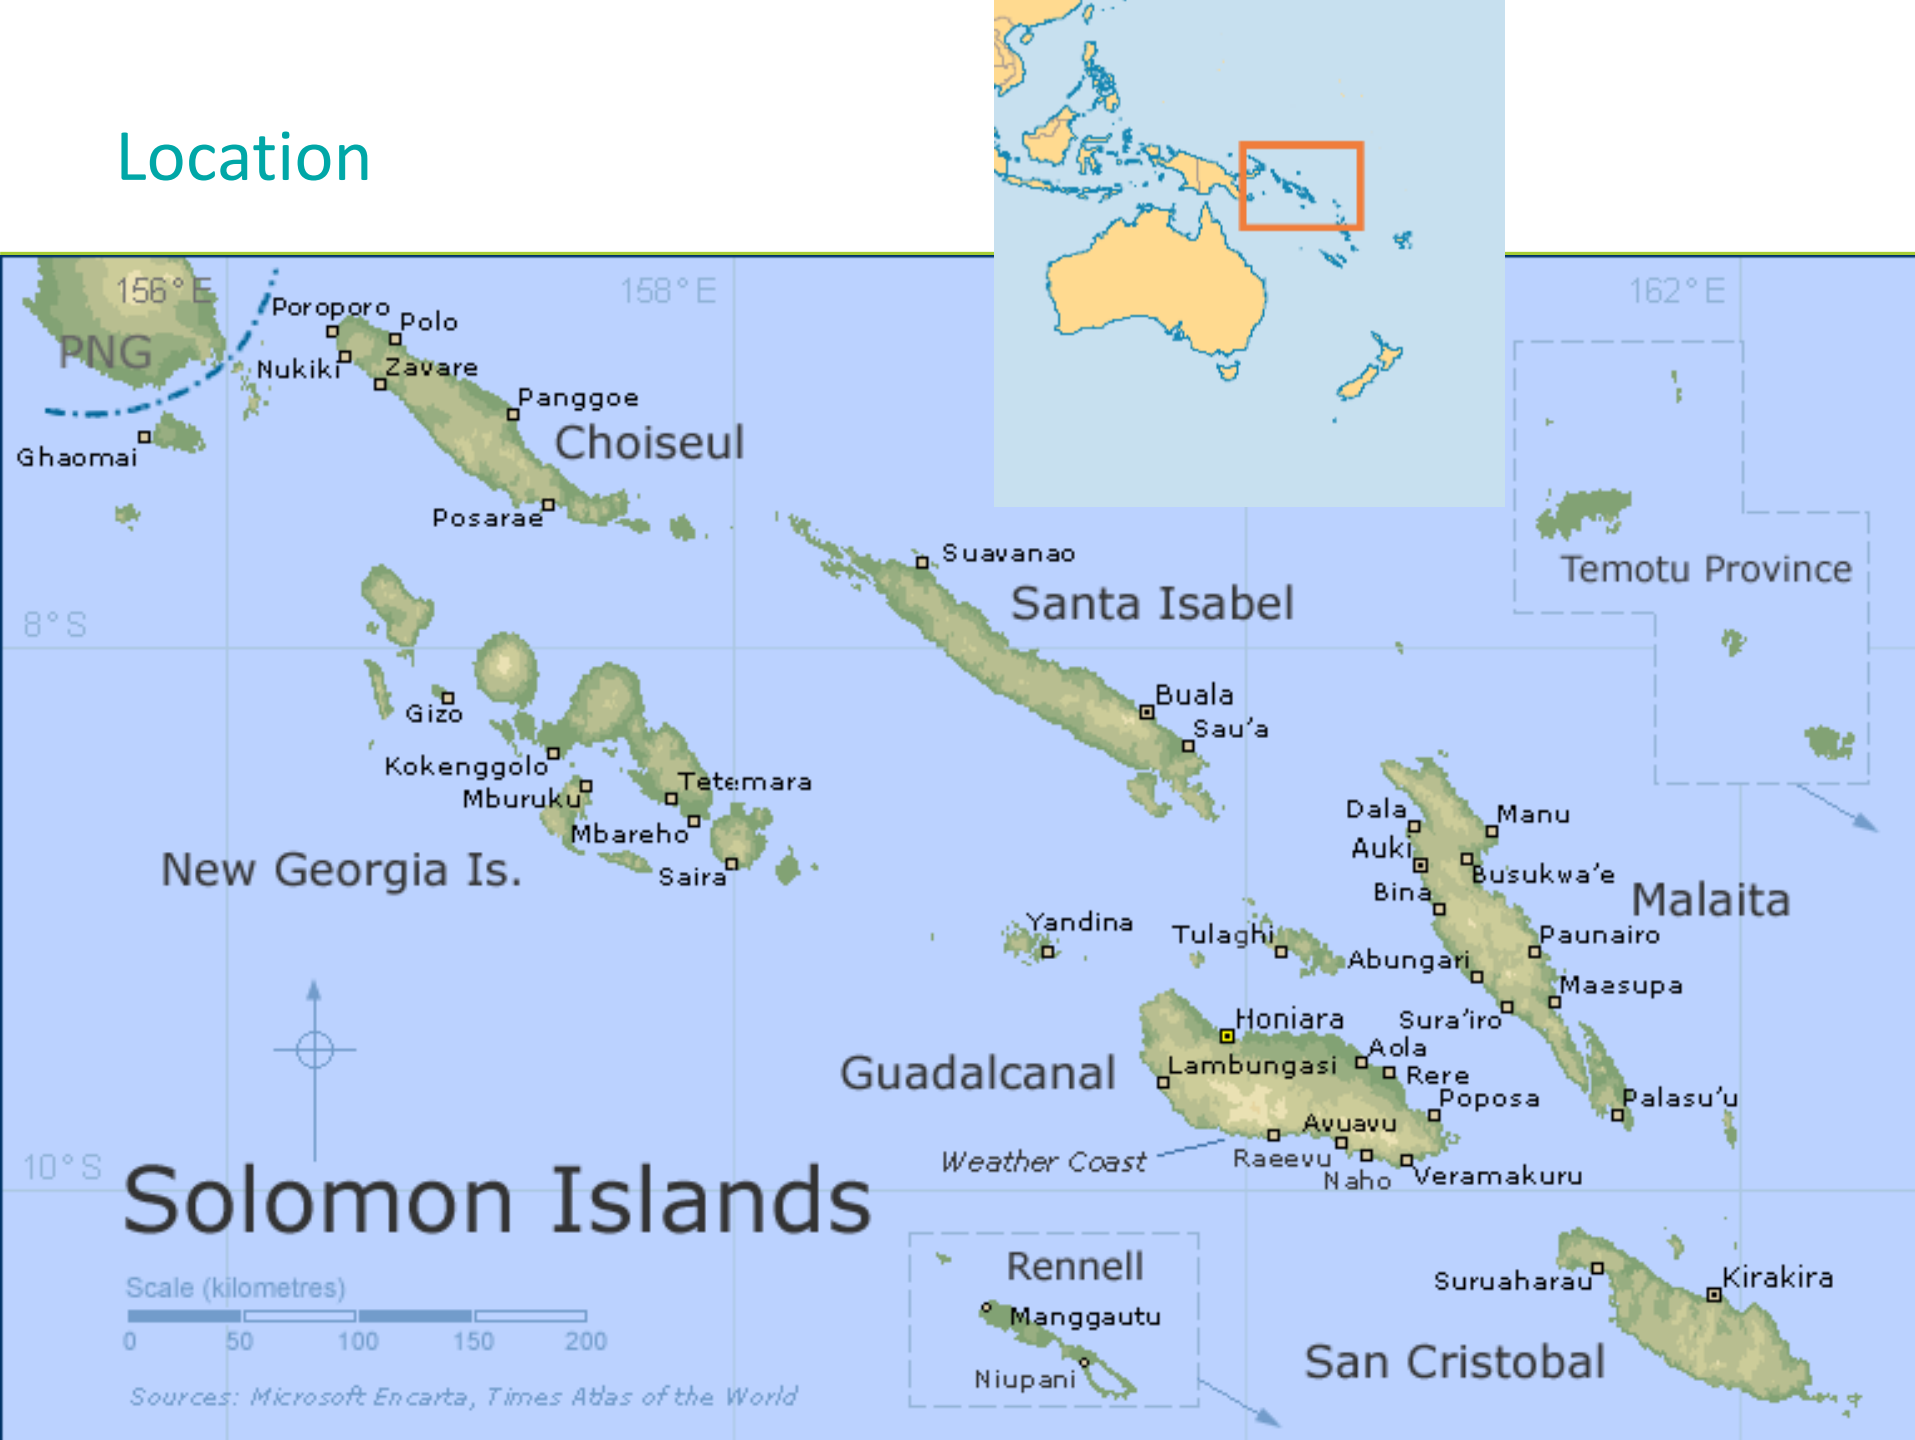 Location
156°E
158°E
162°E
Poroporo
Polo
PNG
Nukiki
Zavare
Panggoe
Choiseul
Ghaomai
Posarae
Suavanao
Temotu Province
Santa Isabel
8°S
Buala
Gizo
Sau'a
Kokenggolo
Tetemara
Mburuku
Dala
Manu
Mbareho
Auki
New Georgia Is.
Saira
Busukwa'e
Bina
Malaita
Yandina
Tulaghi
Paunairo
Abungari
Maasupa
Honiara
Sura'iro
Aola
Guadalcanal
Lambungasi
Rere
Poposa
Palasu'u
Avuavu
Weather Coast
Raeevu
10°S
Naho
Veramakuru
Solomon Islands
Rennell
Suruaharau
Kirakira
Scale (kilometres)
Manggautu
0 50 100 150 200
San Cristobal
Niupani
Sources: Microsoft Encarta, Times Atlas of the World